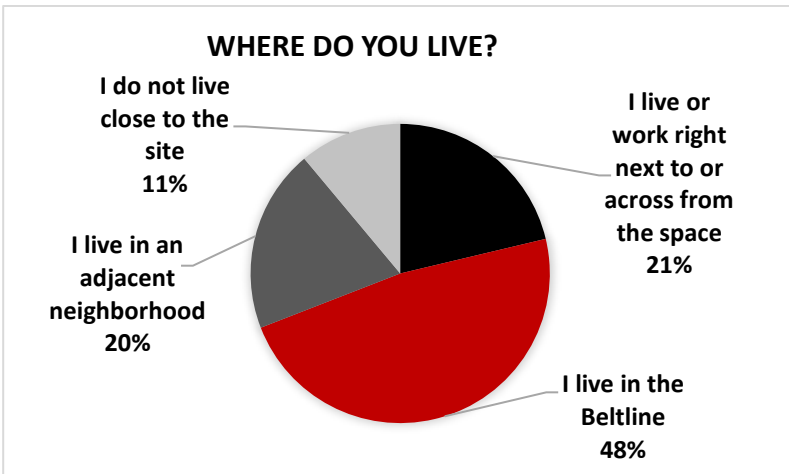 WHERE DO YOU LIVE?
I do not live
close to the
site
11%
I live or
work right
next to or
across from
the space
21%
I live in an
adjacent
neighborhood
20%
I live in the
Beltline
48%